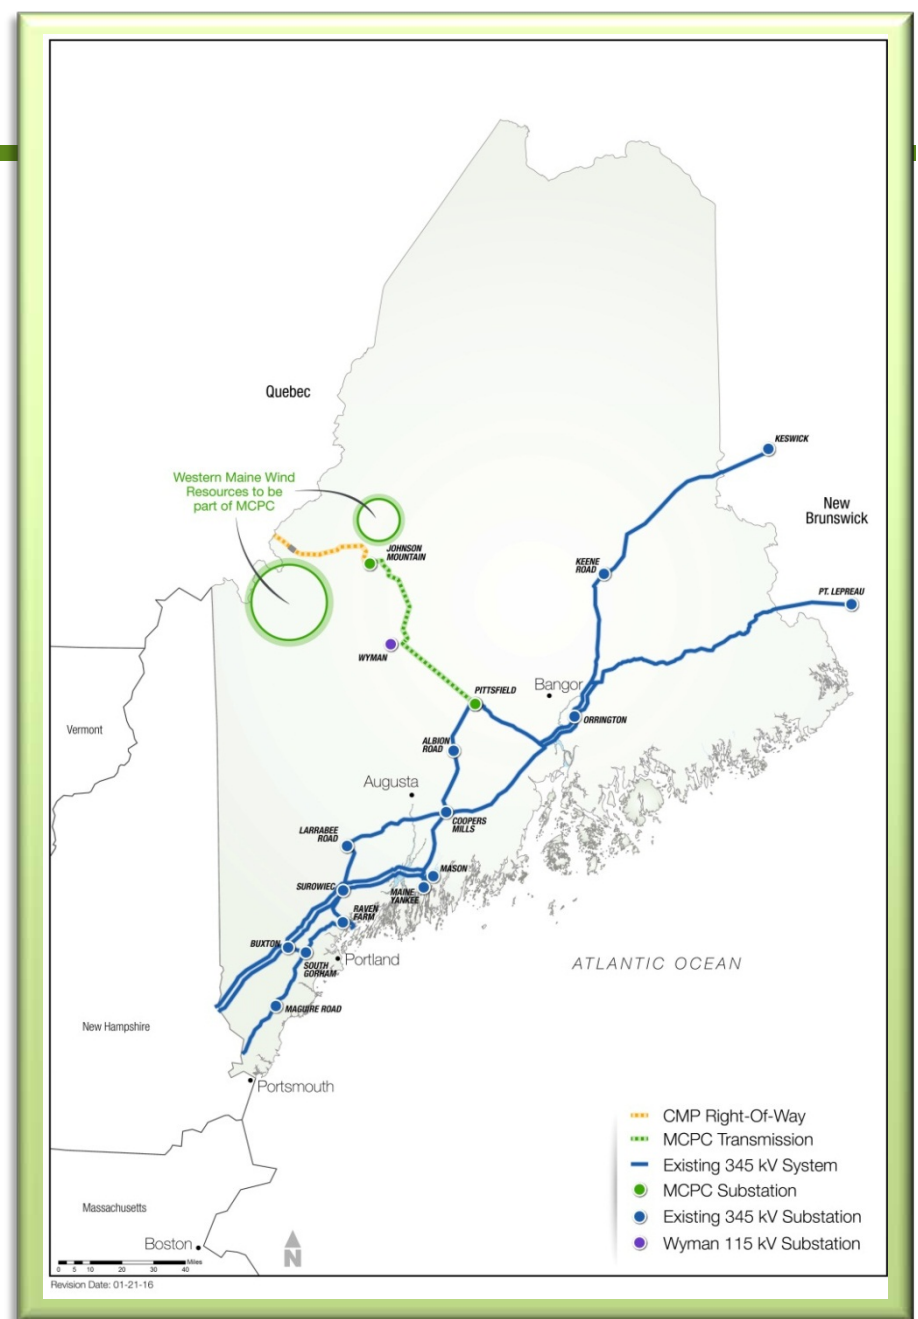 Quebec
Western Maine Wind
Resources to be
part of MCPC
KESWICK
New
Brunswick
JOHNSON
MOUNTAIN
KEENE
ROAD
PT. LEPREAU
WYMAN
PITTSFIELD
Bangor
ORRINGTON
Vermont
ALBION
ROAD
Augusta
COOPERS
MILLS
LARRABEE
ROAD
MASON
SUROWIEC
MAINE
YANKEE
RAVEN
FARM
BUXTON
SOUTH
GORHAM
Portland
ATLANTIC OCEAN
MAGUIRE ROAD
New Hampshire
Portsmouth
CMP Right-Of-Way
MCPC Transmission
Existing 345 kV System
MCPC Substation
Existing 345 kV Substation
Wyman 115 kV Substation
Massachusetts
Boston
N
Miles
0 5 10 20 30 40
Revision Date: 01-21-16